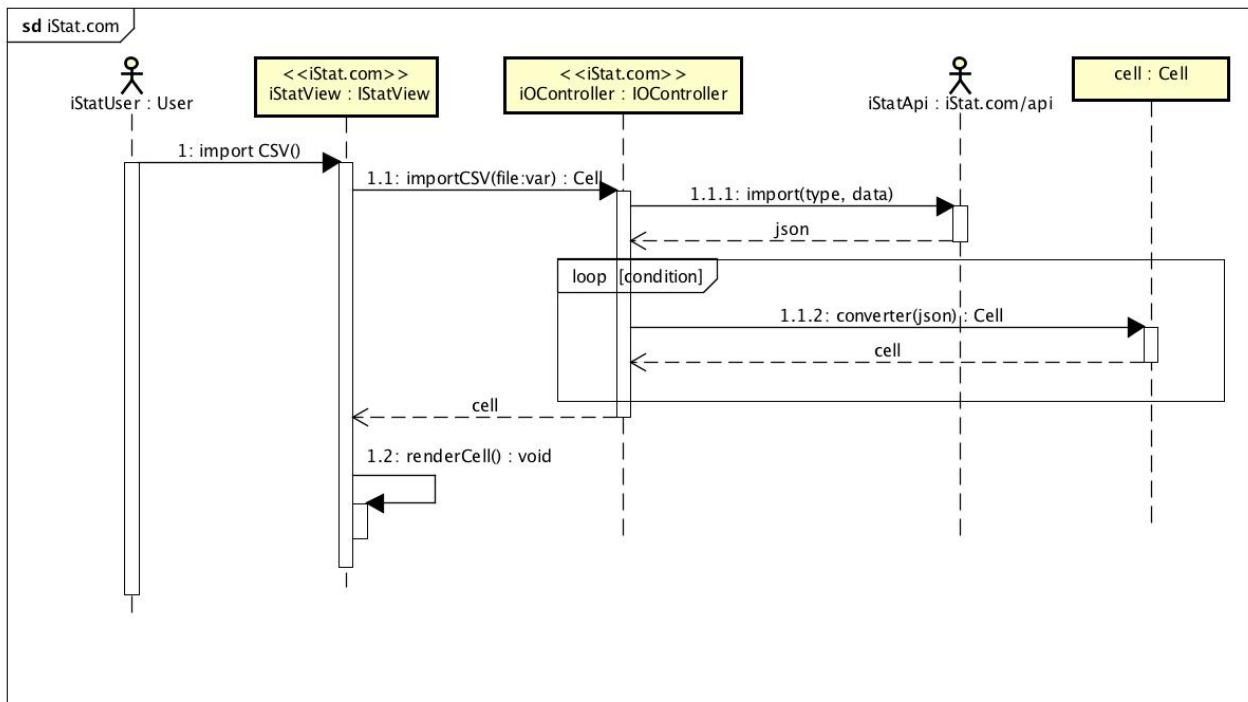 sd iStat.com
iStatUser : User
<<iStat.com>>
iStatView : IStatView
<<iStat.com>>
iOController : IOController
iStatApi : iStat.com/api
cell : Cell
1: import CSV()
1.1: importCSV(file:var) : Cell
1.1.1: import(type, data)
json
loop [condition]
1.1.2: converter(json) : Cell
cell
cell
1.2: renderCell() : void